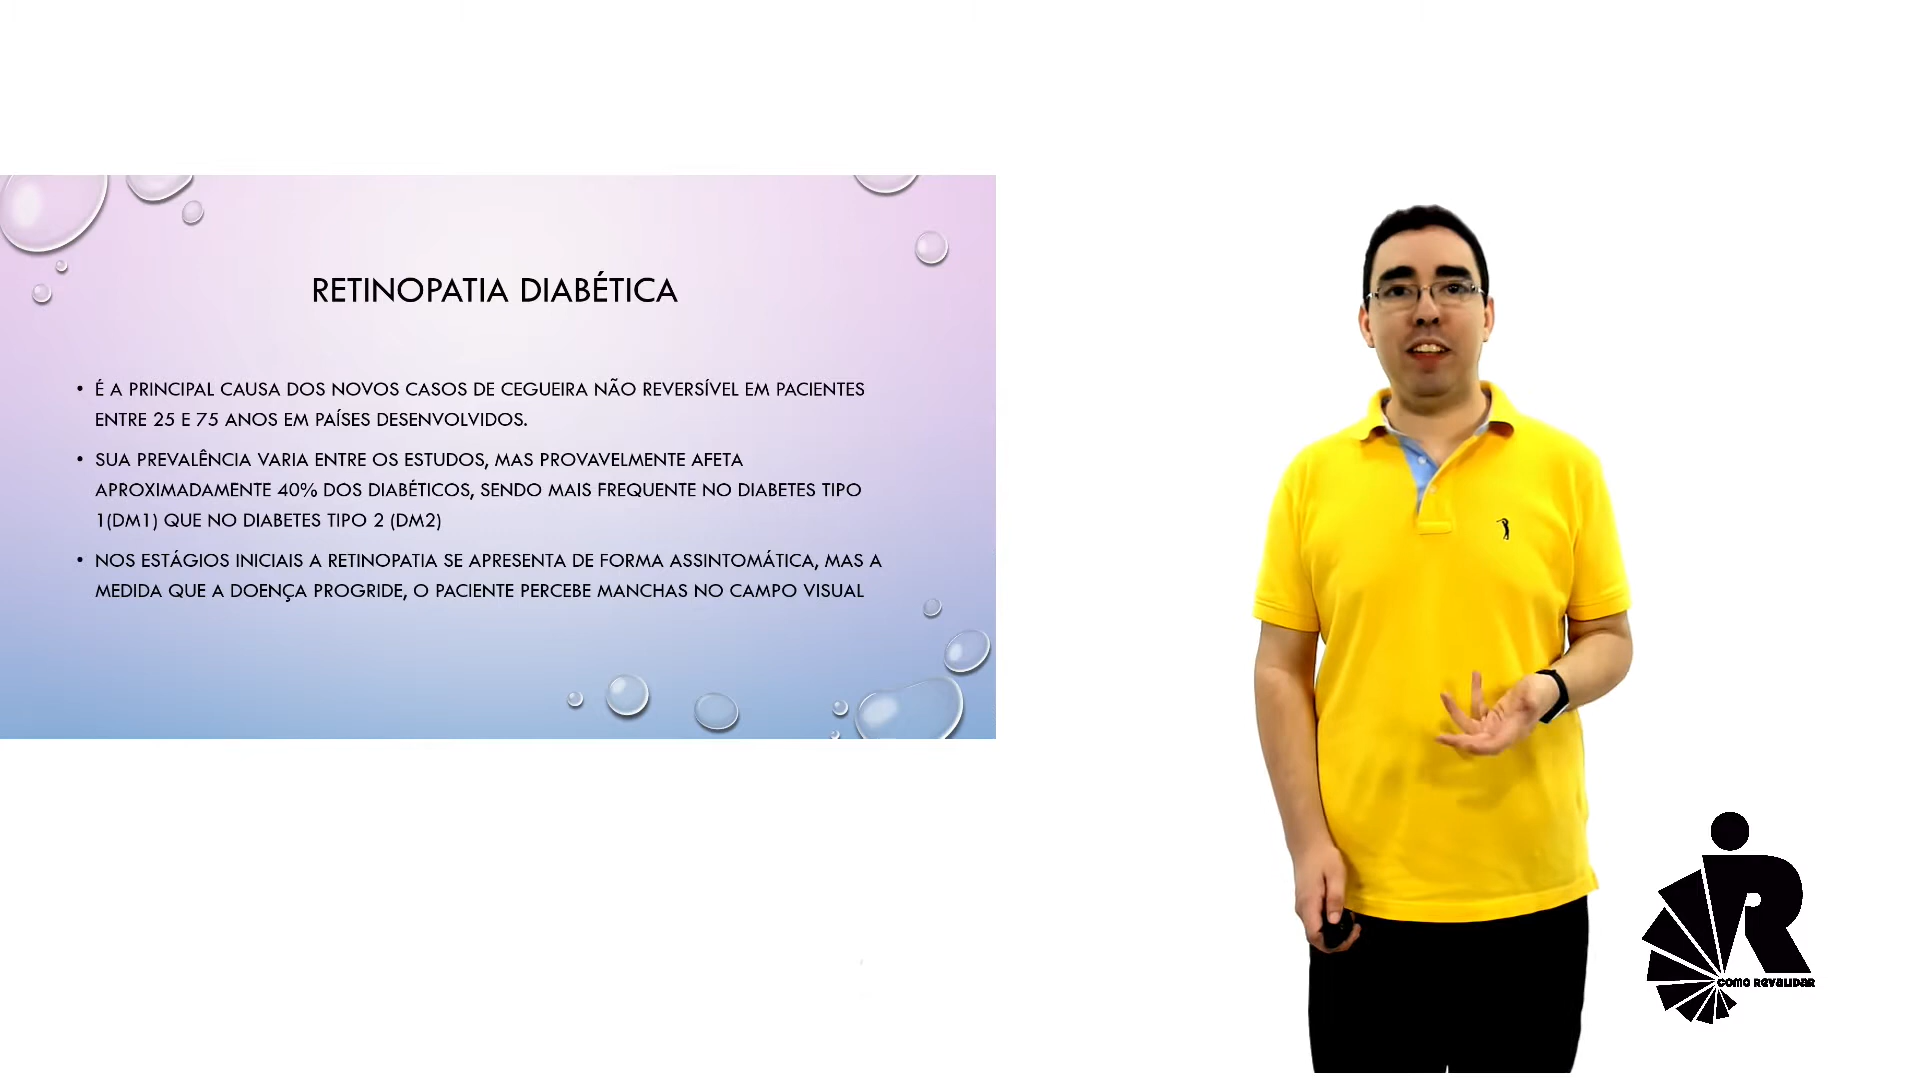 RETINOPATIA DIABÉTICA
• É A PRINCIPAL CAUSA DOS NOVOS CASOS DE CEGUEIRA NÃO REVERSÍVEL EM PACIENTES
ENTRE 25 E 75 ANOS EM PAÍSES DESENVOLVIDOS.
• SUA PREVALÊNCIA VARIA ENTRE OS ESTUDOS, MAS PROVAVELMENTE AFETA
APROXIMADAMENTE 40% DOS DIABÉTICOS, SENDO MAIS FREQUENTE NO DIABETES TIPO
1(DM1) QUE NO DIABETES TIPO 2 (DM2)
• NOS ESTÁGIOS INICIAIS A RETINOPATIA SE APRESENTA DE FORMA ASSINTOMÁTICA, MAS A
MEDIDA QUE A DOENÇA PROGRIDE, O PACIENTE PERCEBE MANCHAS NO CAMPO VISUAL
R
COMO REVALIDAR